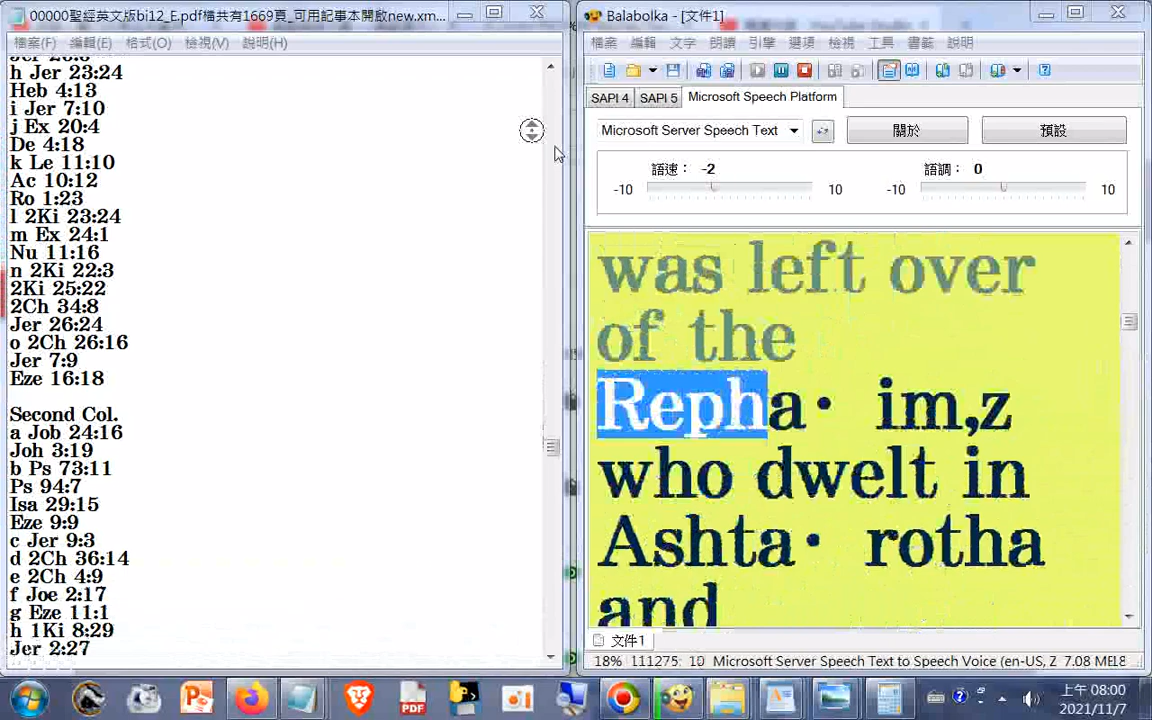 00000聖經英文版bi12_E.pdf檔共有1669頁_可用記事本開啟new.xm...
檔案(F) 編輯(E) 格式(O) 檢視(V) 說明(H)
h Jer 23:24
Heb 4:13
i Jer 7:10
j Ex 20:4
De 4:18
k Le 11:10
Ac 10:12
Ro 1:23
l 2Ki 23:24
m Ex 24:1
Nu 11:16
n 2Ki 22:3
2Ki 25:22
2Ch 34:8
Jer 26:24
o 2Ch 26:16
Jer 7:9
Eze 16:18
Second Col.
a Job 24:16
Joh 3:19
b Ps 73:11
Ps 94:7
Isa 29:15
Eze 9:9
c Jer 9:3
d 2Ch 36:14
e 2Ch 4:9
f Joe 2:17
g Eze 11:1
h 1Ki 8:29
Jer 2:27
Balabolka - [文件1]
檔案 編輯 文字 朗讀 引擎 選項 檢視 工具 書籤 說明
SAPI 4 SAPI 5 Microsoft Speech Platform
Microsoft Server Speech Text 關於 預設
語速： -2 語調： 0
-10 10 -10 10
was left over
of the
Repha· im,z
who dwelt in
Ashta· rotha
and
文件1
18% 111275: 10 Microsoft Server Speech Text to Speech Voice (en-US, Z 7.08 МБ
上午 08:00
2021/11/7